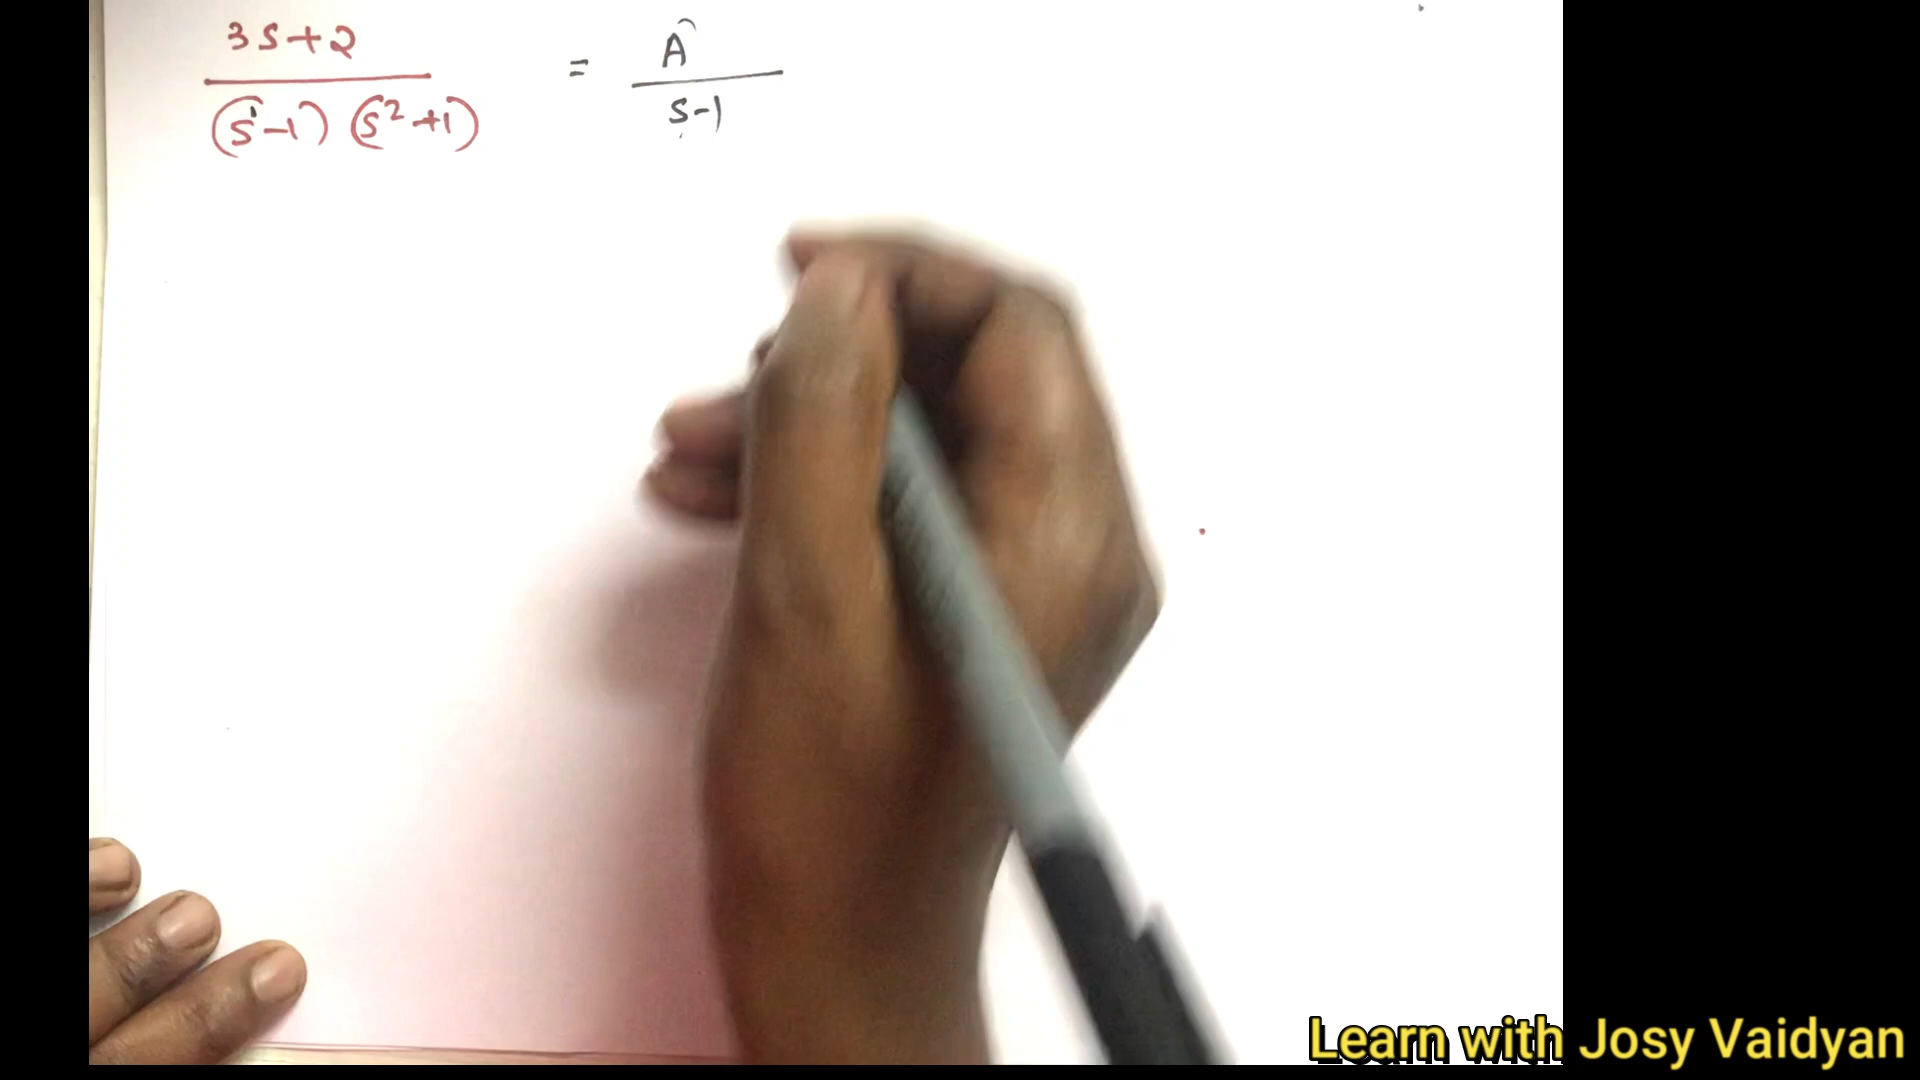 3s+2 = A
(s-1) (s²+1) s-1
Learn with Josy Vaidyan